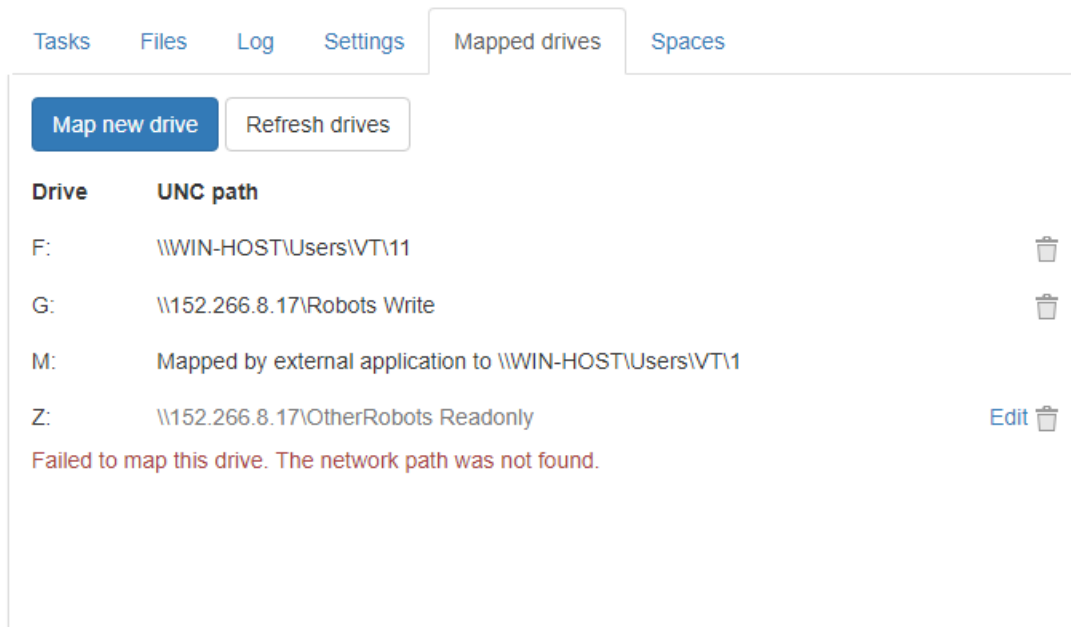 Tasks Files Log Settings Mapped drives Spaces
Map new drive Refresh drives
Drive UNC path
F: \\WIN-HOST\Users\VT\11
G: \\152.266.8.17\Robots Write
M: Mapped by external application to \\WIN-HOST\Users\VT\1
Z: \\152.266.8.17\OtherRobots Readonly Edit
Failed to map this drive. The network path was not found.